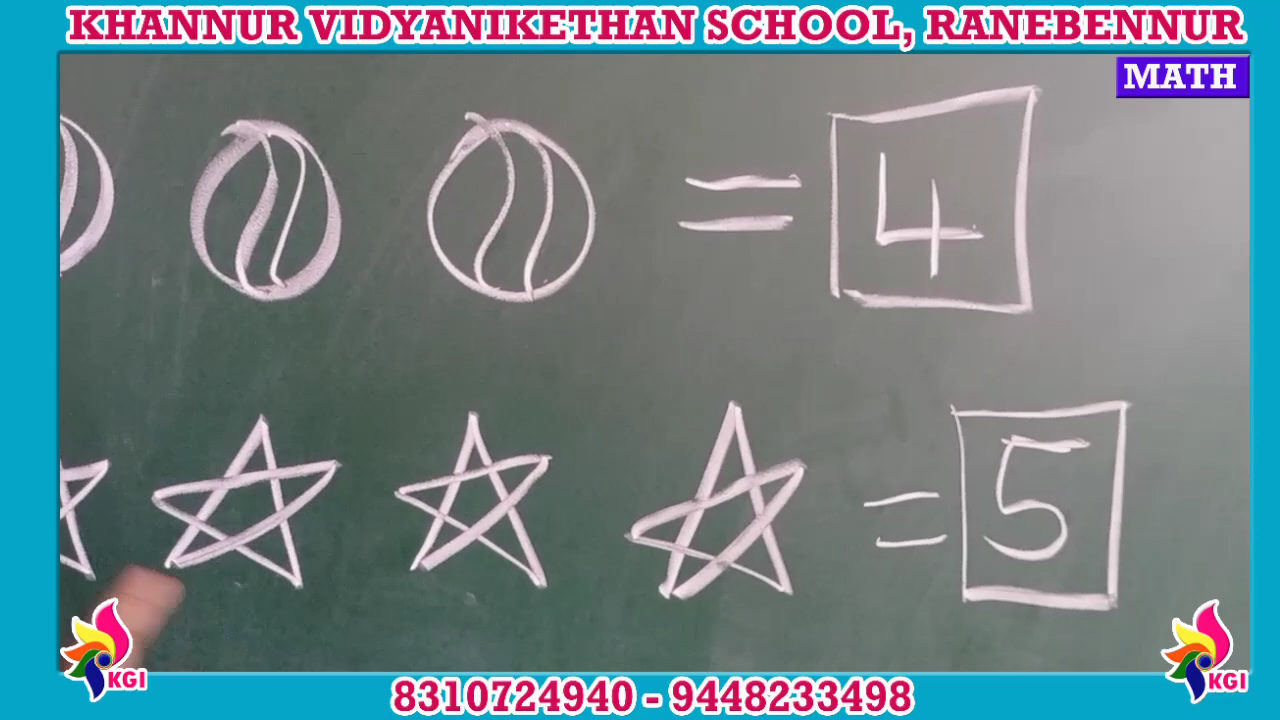 KHANNUR VIDYANIKETHAN SCHOOL, RANEBENNUR
MATH
= 4
= 5
KGI
KGI
8310724940 - 9448233498